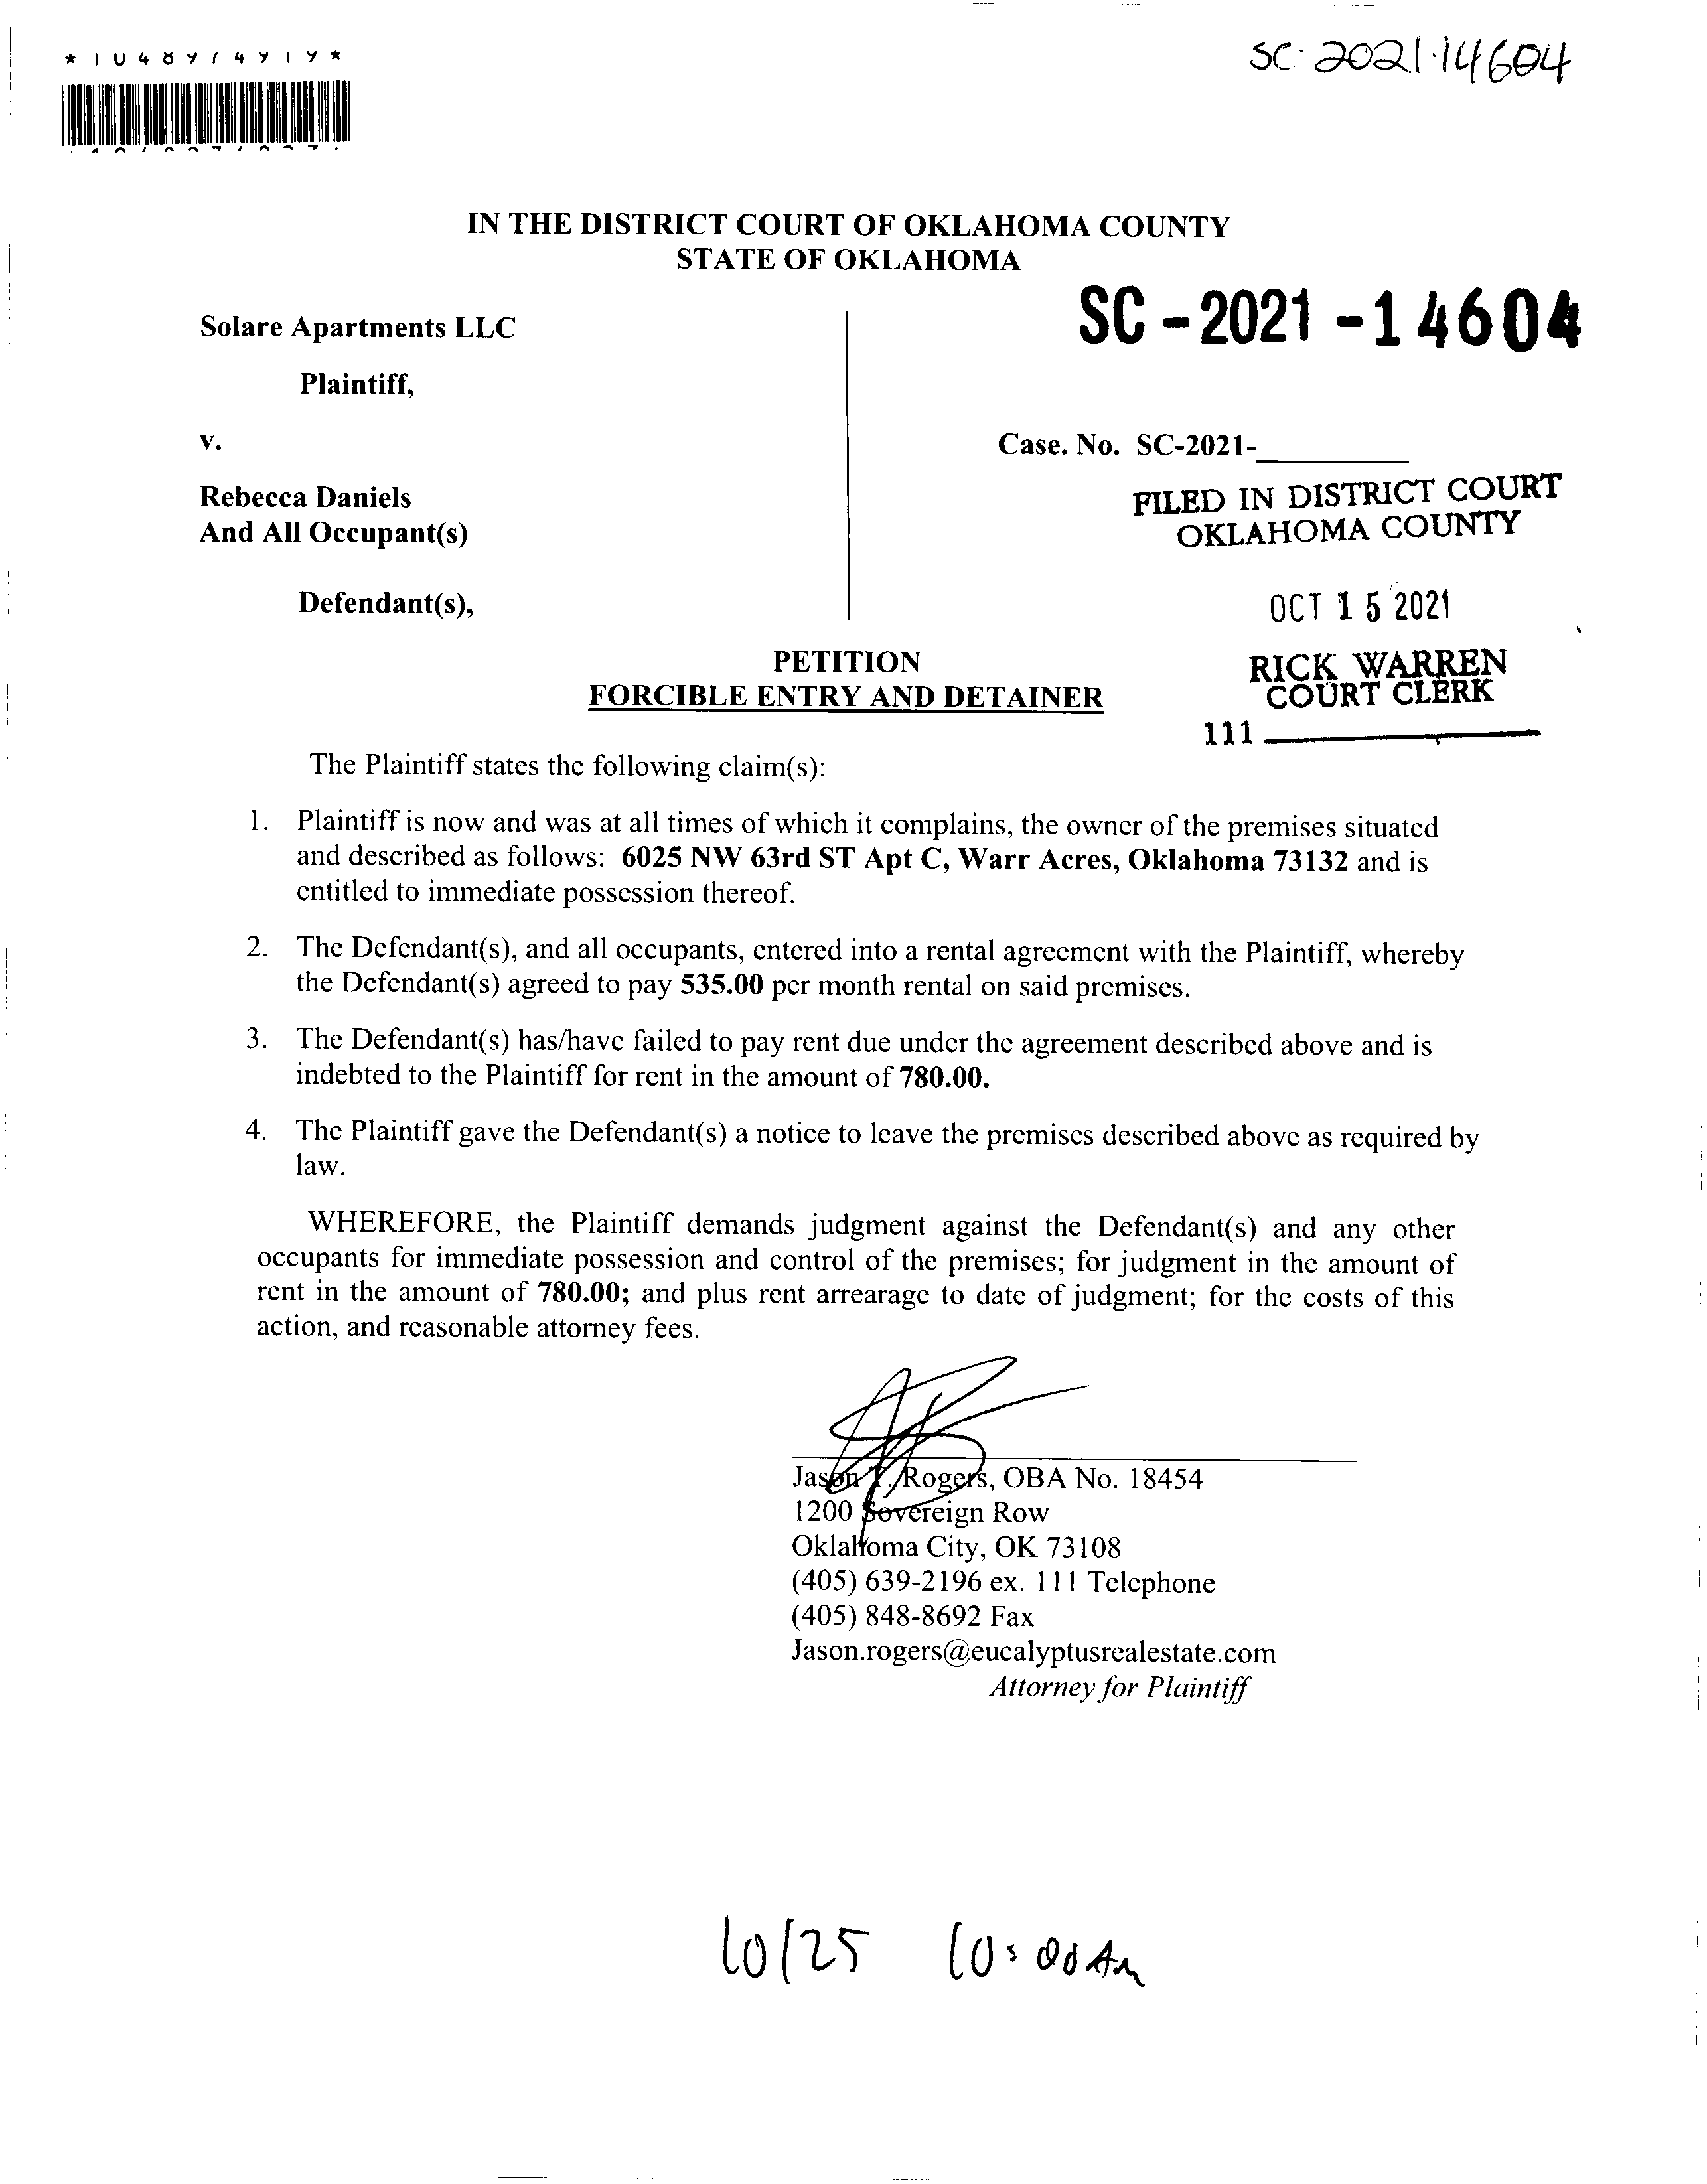 *1048974919*
SC-2021-14604
IN THE DISTRICT COURT OF OKLAHOMA COUNTY
STATE OF OKLAHOMA
SC-2021-14604
Solare Apartments LLC
Plaintiff,
v.
Case. No. SC-2021-________
Rebecca Daniels
And All Occupant(s)
FILED IN DISTRICT COURT
OKLAHOMA COUNTY
Defendant(s),
OCT 15 2021
PETITION
FORCIBLE ENTRY AND DETAINER
RICK WARREN
COURT CLERK
111
The Plaintiff states the following claim(s):
1. Plaintiff is now and was at all times of which it complains, the owner of the premises situated
and described as follows: 6025 NW 63rd ST Apt C, Warr Acres, Oklahoma 73132 and is
entitled to immediate possession thereof.
2. The Defendant(s), and all occupants, entered into a rental agreement with the Plaintiff, whereby
the Defendant(s) agreed to pay 535.00 per month rental on said premises.
3. The Defendant(s) has/have failed to pay rent due under the agreement described above and is
indebted to the Plaintiff for rent in the amount of 780.00.
4. The Plaintiff gave the Defendant(s) a notice to leave the premises described above as required by
law.
WHEREFORE, the Plaintiff demands judgment against the Defendant(s) and any other
occupants for immediate possession and control of the premises; for judgment in the amount of
rent in the amount of 780.00; and plus rent arrearage to date of judgment; for the costs of this
action, and reasonable attorney fees.
Jason T. Rogers, OBA No. 18454
1200 Sovereign Row
Oklahoma City, OK 73108
(405) 639-2196 ex. 111 Telephone
(405) 848-8692 Fax
Jason.rogers@eucalyptusrealestate.com
Attorney for Plaintiff
10/25 10:00 Am